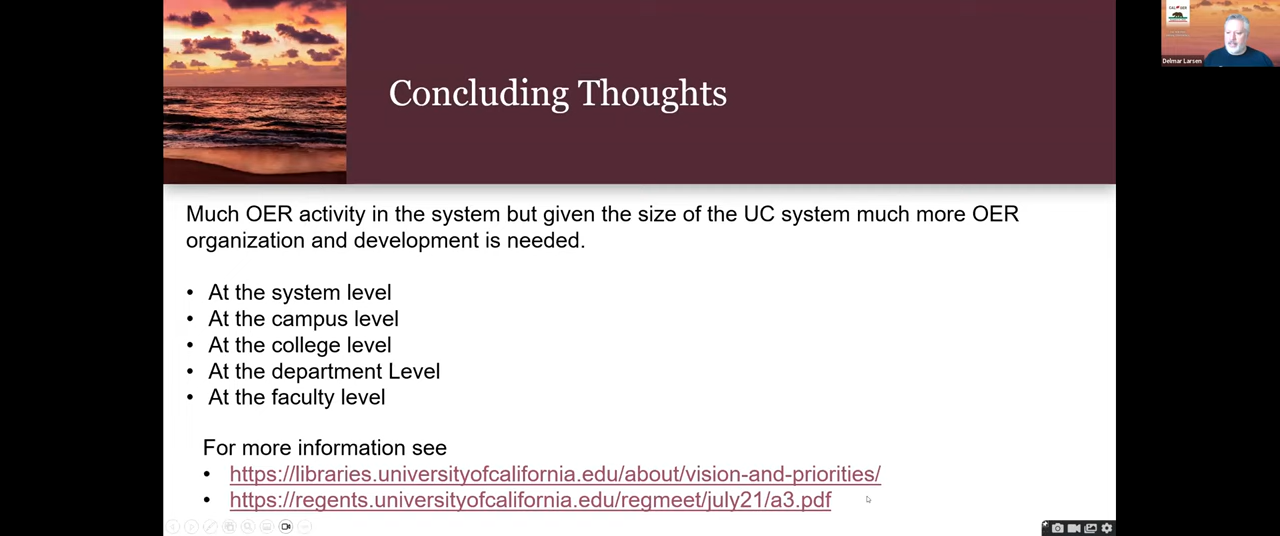 Concluding Thoughts
Much OER activity in the system but given the size of the UC system much more OER
organization and development is needed.
• At the system level
• At the campus level
• At the college level
• At the department Level
• At the faculty level
For more information see
• https://libraries.universityofcalifornia.edu/about/vision-and-priorities/
• https://regents.universityofcalifornia.edu/regmeet/july21/a3.pdf
Delmar Larsen